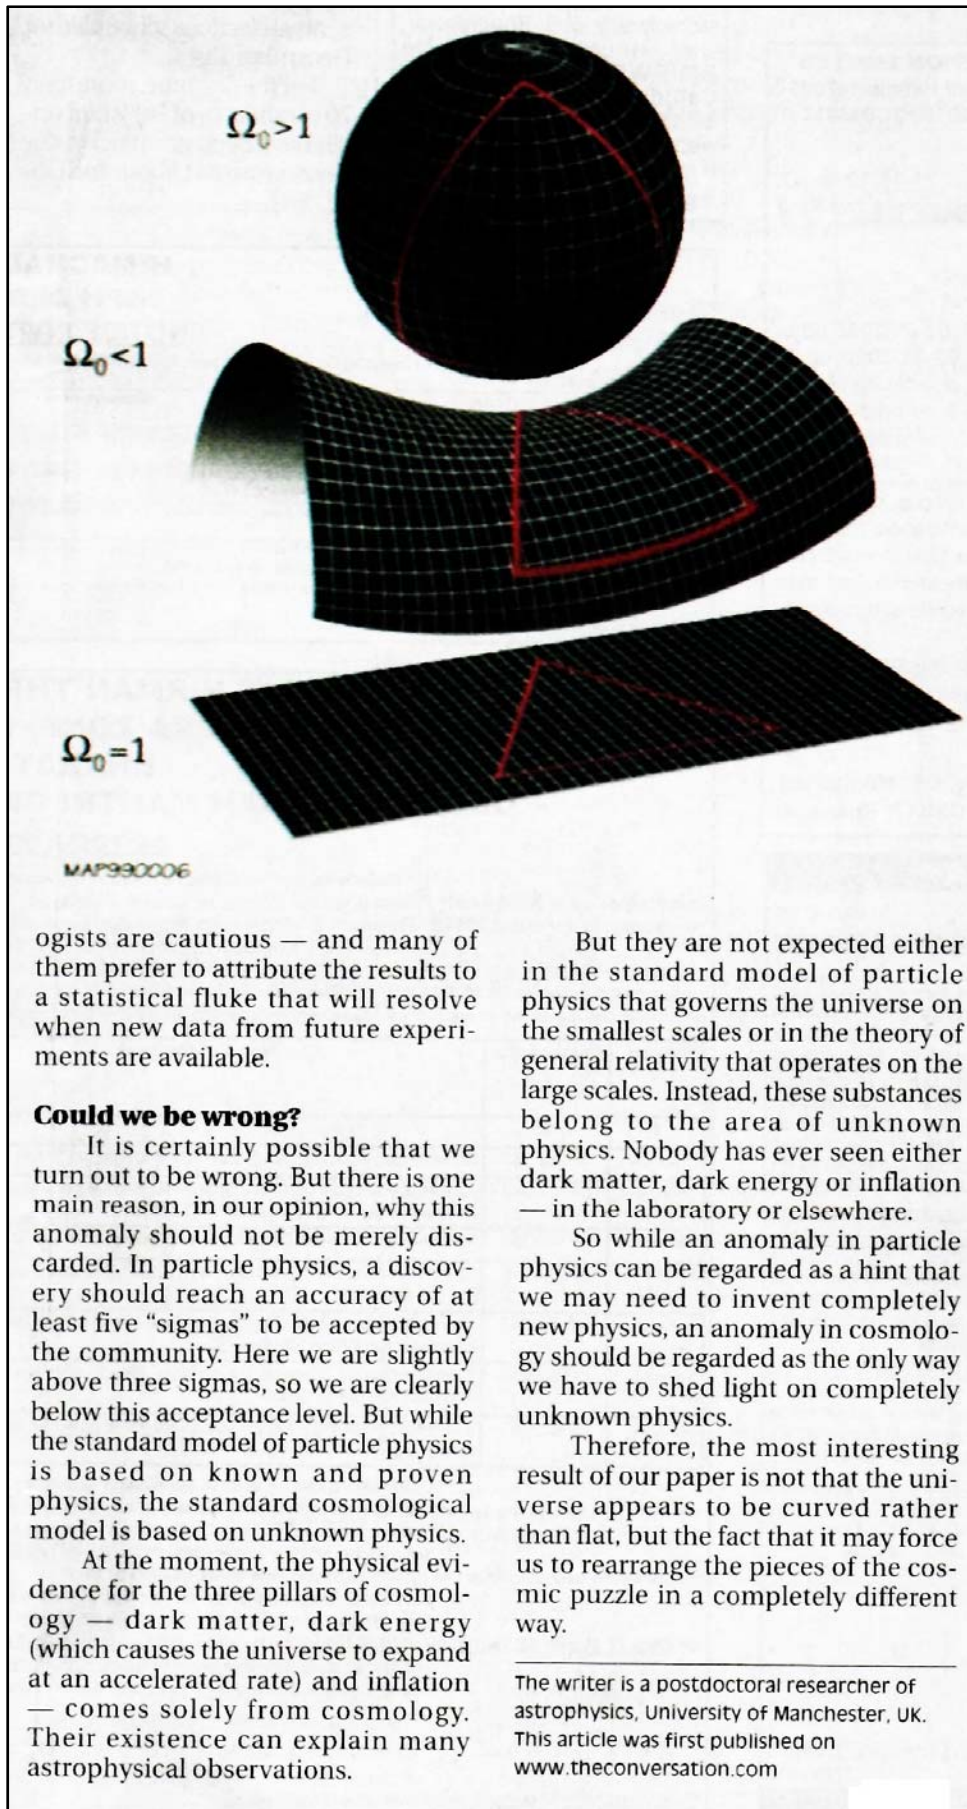 Ω₀>1
Ω₀<1
Ω₀=1
MAP990006
ogists are cautious — and many of
them prefer to attribute the results to
a statistical fluke that will resolve
when new data from future experi-
ments are available.
Could we be wrong?
It is certainly possible that we
turn out to be wrong. But there is one
main reason, in our opinion, why this
anomaly should not be merely dis-
carded. In particle physics, a discov-
ery should reach an accuracy of at
least five “sigmas” to be accepted by
the community. Here we are slightly
above three sigmas, so we are clearly
below this acceptance level. But while
the standard model of particle physics
is based on known and proven
physics, the standard cosmological
model is based on unknown physics.
At the moment, the physical evi-
dence for the three pillars of cosmol-
ogy — dark matter, dark energy
(which causes the universe to expand
at an accelerated rate) and inflation
— comes solely from cosmology.
Their existence can explain many
astrophysical observations.
But they are not expected either
in the standard model of particle
physics that governs the universe on
the smallest scales or in the theory of
general relativity that operates on the
large scales. Instead, these substances
belong to the area of unknown
physics. Nobody has ever seen either
dark matter, dark energy or inflation
— in the laboratory or elsewhere.
So while an anomaly in particle
physics can be regarded as a hint that
we may need to invent completely
new physics, an anomaly in cosmolo-
gy should be regarded as the only way
we have to shed light on completely
unknown physics.
Therefore, the most interesting
result of our paper is not that the uni-
verse appears to be curved rather
than flat, but the fact that it may force
us to rearrange the pieces of the cos-
mic puzzle in a completely different
way.
The writer is a postdoctoral researcher of
astrophysics, University of Manchester, UK.
This article was first published on
www.theconversation.com